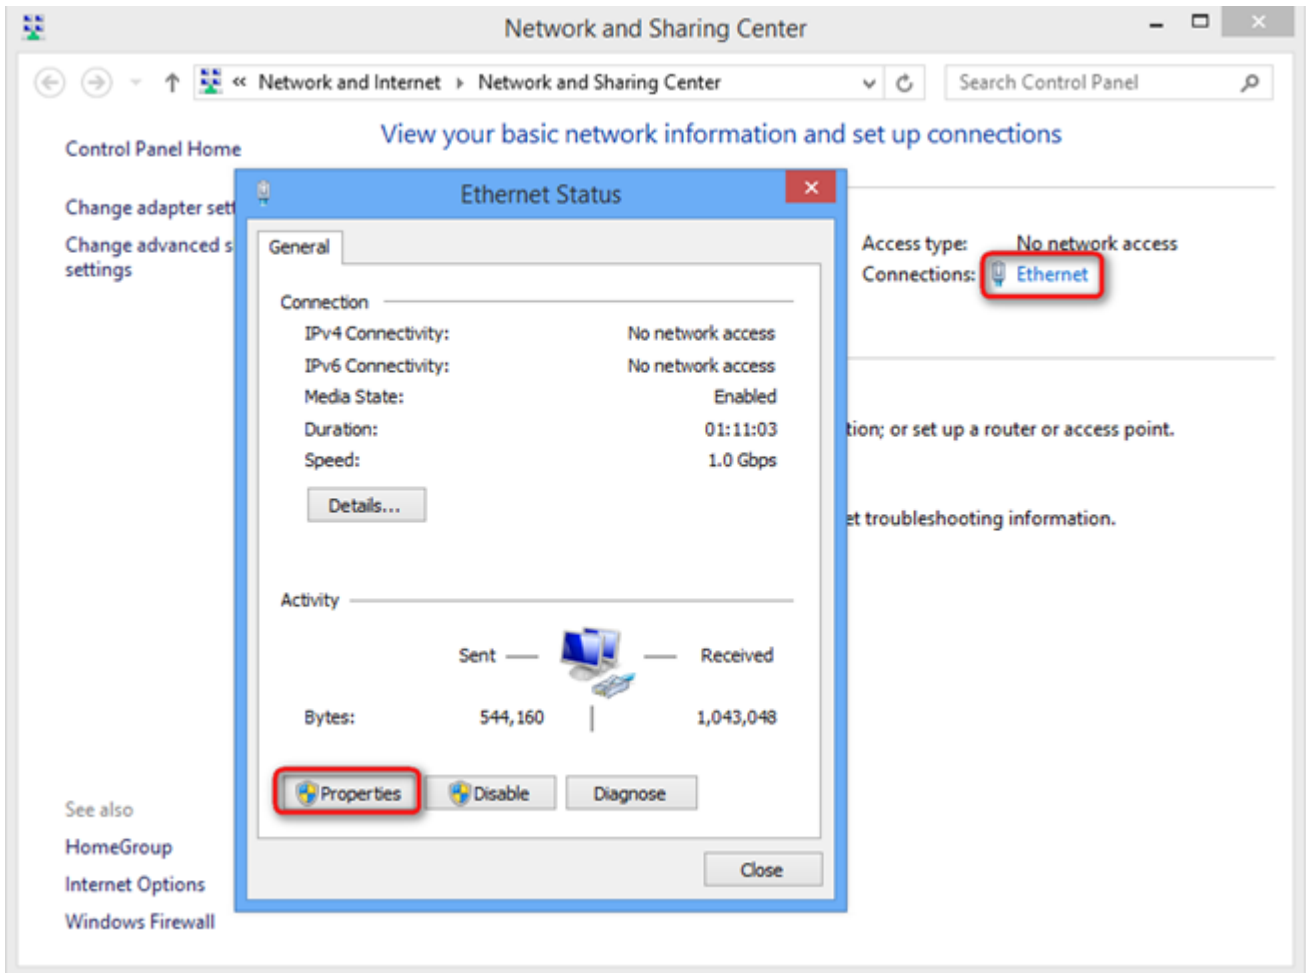 Network and Sharing Center
« Network and Internet Network and Sharing Center
Search Control Panel
Control Panel Home
View your basic network information and set up connections
Change adapter sett
Change advanced s
settings
Access type: No network access
Connections: Ethernet
tion; or set up a router or access point.
et troubleshooting information.
Ethernet Status
General
Connection
IPv4 Connectivity: No network access
IPv6 Connectivity: No network access
Media State: Enabled
Duration: 01:11:03
Speed: 1.0 Gbps
Details...
Activity
Sent Received
Bytes: 544,160 1,043,048
Properties Disable Diagnose
Close
See also
HomeGroup
Internet Options
Windows Firewall